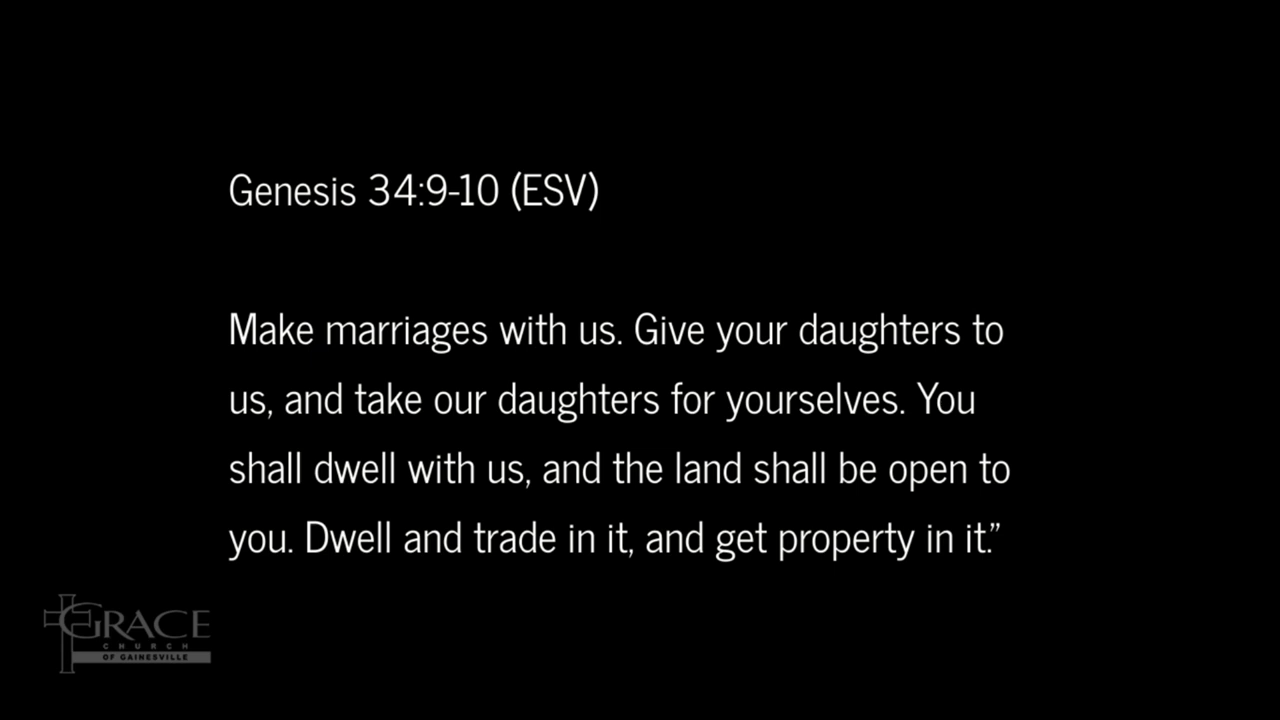 Genesis 34:9-10 (ESV)
Make marriages with us. Give your daughters to
us, and take our daughters for yourselves. You
shall dwell with us, and the land shall be open to
you. Dwell and trade in it, and get property in it.”
GRACE
CHURCH
OF GAINESVILLE